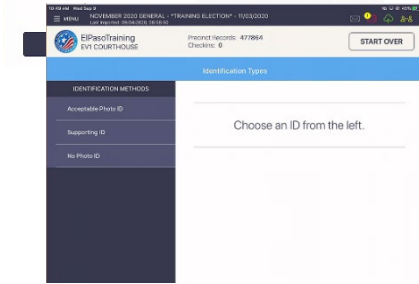 MENU
NOVEMBER 2020 GENERAL - *TRAINING ELECTION* - 11/03/2020
ElPasoTraining
EV1 COURTHOUSE
Precinct Records: 477864
Checkins: 0
START OVER
Identification Types
IDENTIFICATION METHODS
Acceptable Photo ID
Supporting ID
No Photo ID
Choose an ID from the left.